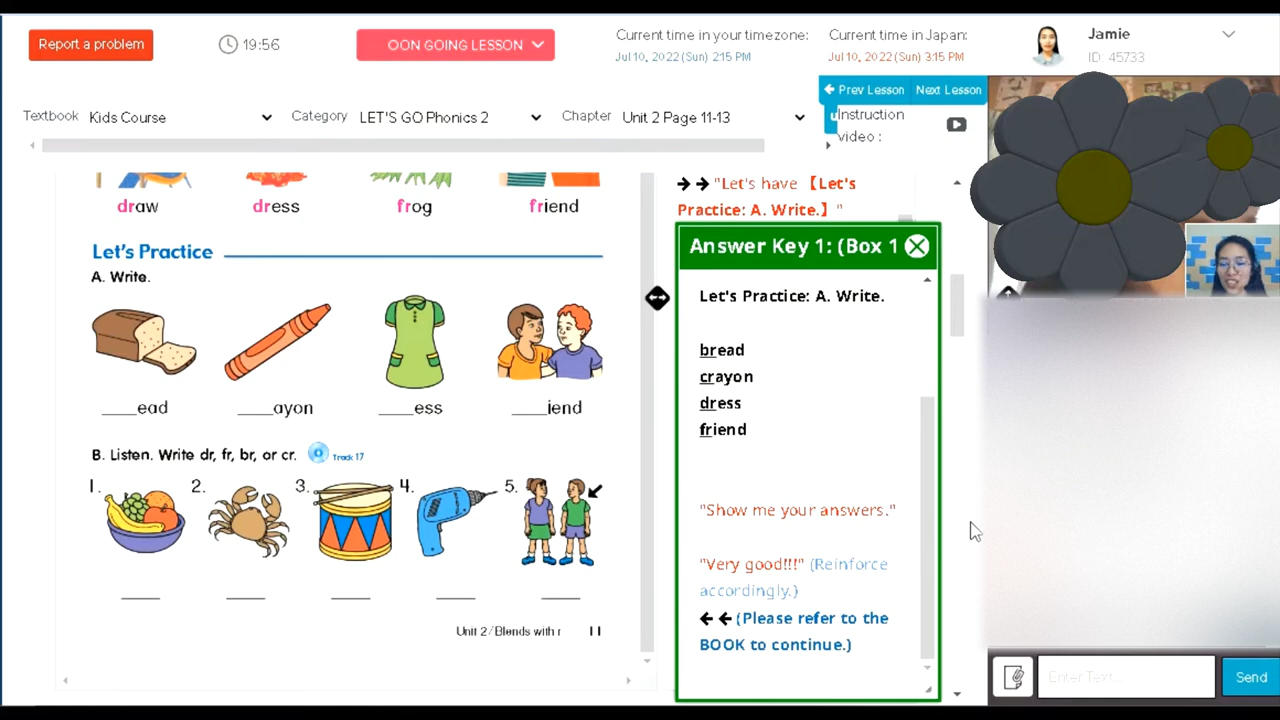 Report a problem
19:56
OON GOING LESSON
Current time in your timezone:
Jul 10, 2022 (Sun) 2:15 PM
Current time in Japan:
Jul 10, 2022 (Sun) 3:15 PM
Jamie
ID: 45733
Textbook Kids Course
Category LET'S GO Phonics 2
Chapter Unit 2 Page 11-13
← Prev Lesson Next Lesson
Instruction
video :
draw dress frog friend
Let's Practice
A. Write.
____ead ____ayon ____ess ____iend
B. Listen. Write dr, fr, br, or cr. Track 17
1. 2. 3. 4. 5.
Unit 2/Blends with r 11
→ → "Let's have 【Let's
Practice: A. Write.】 "
Answer Key 1: (Box 1
Let's Practice: A. Write.
bread
crayon
dress
friend
"Show me your answers."
"Very good!!!" (Reinforce
accordingly.)
← ← (Please refer to the
BOOK to continue.)
Enter Text...
Send